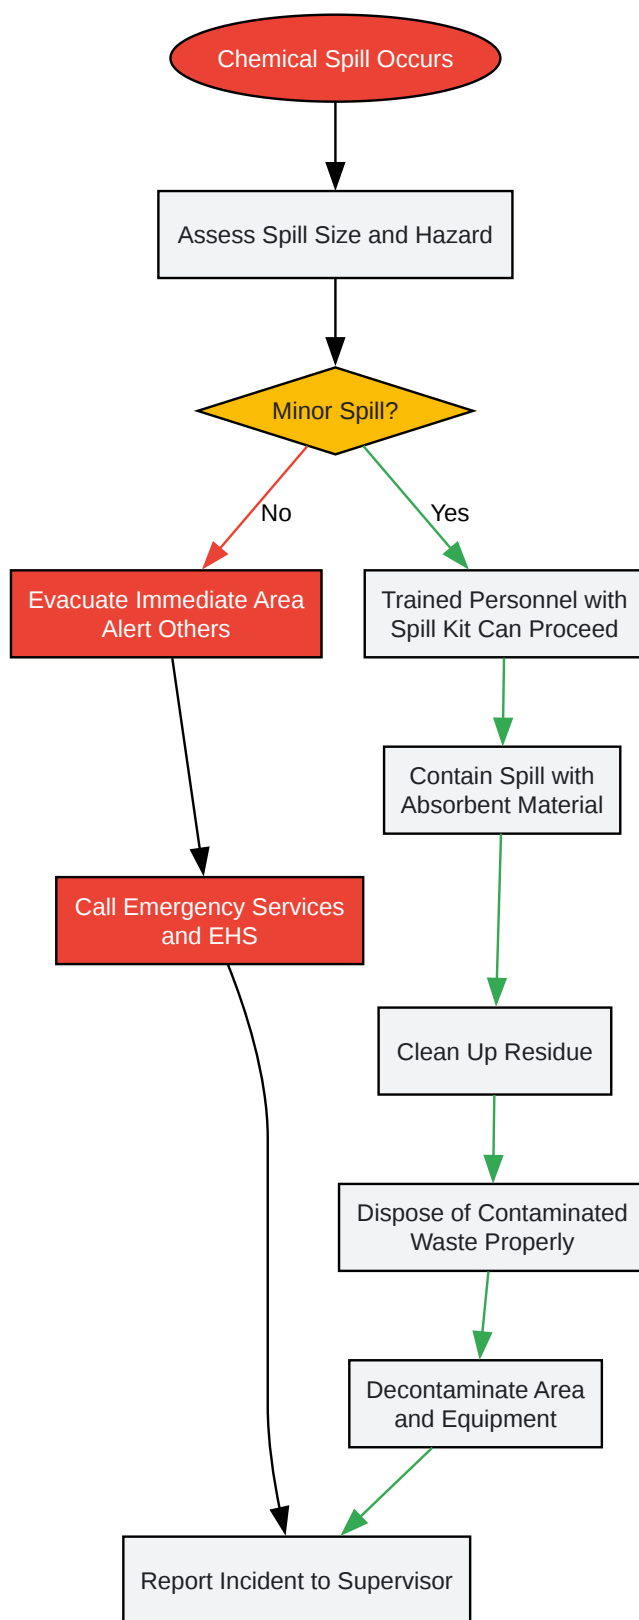 Chemical Spill Occurs
Assess Spill Size and Hazard
Minor Spill?
No
Yes
Evacuate Immediate Area
Alert Others
Trained Personnel with
Spill Kit Can Proceed
Contain Spill with
Absorbent Material
Call Emergency Services
and EHS
Clean Up Residue
Dispose of Contaminated
Waste Properly
Decontaminate Area
and Equipment
Report Incident to Supervisor